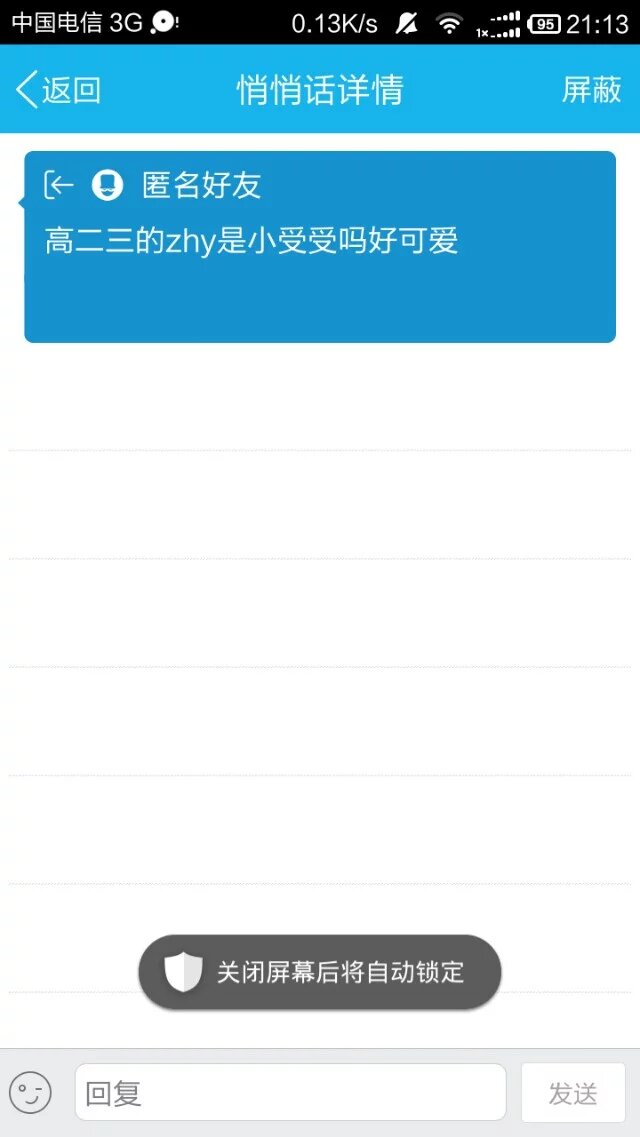 中国电信 3G 0.13K/s 1x 95 21:13
返回 悄悄话详情 屏蔽
匿名好友
高二三的zhy是小受受吗好可爱
关闭屏幕后将自动锁定
回复 发送